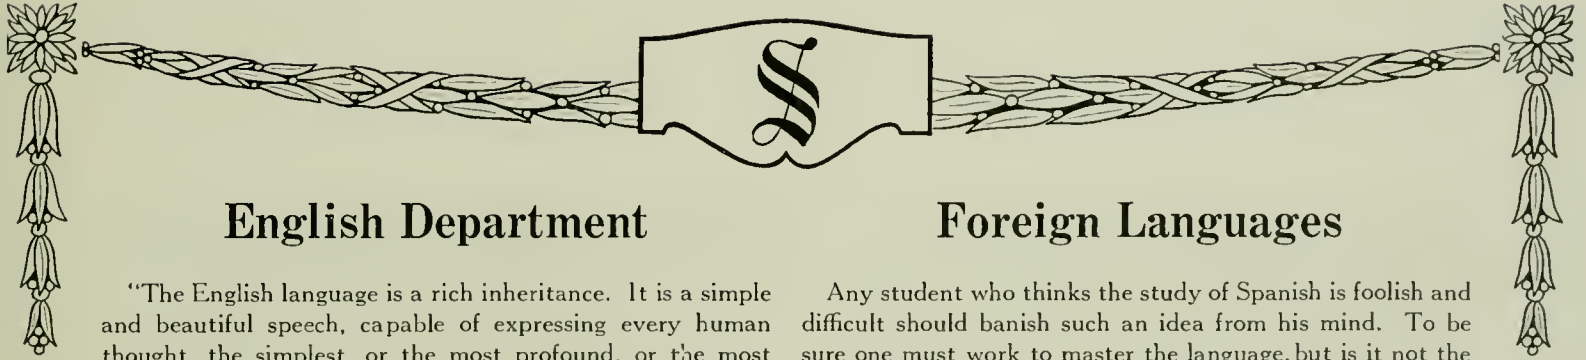 S
English Department
"The English language is a rich inheritance. It is a simple
and beautiful speech, capable of expressing every human
thought, the simplest, or the most profound, or the most
Foreign Languages
Any student who thinks the study of Spanish is foolish and
difficult should banish such an idea from his mind. To be
sure one must work to master the language, but is it not the